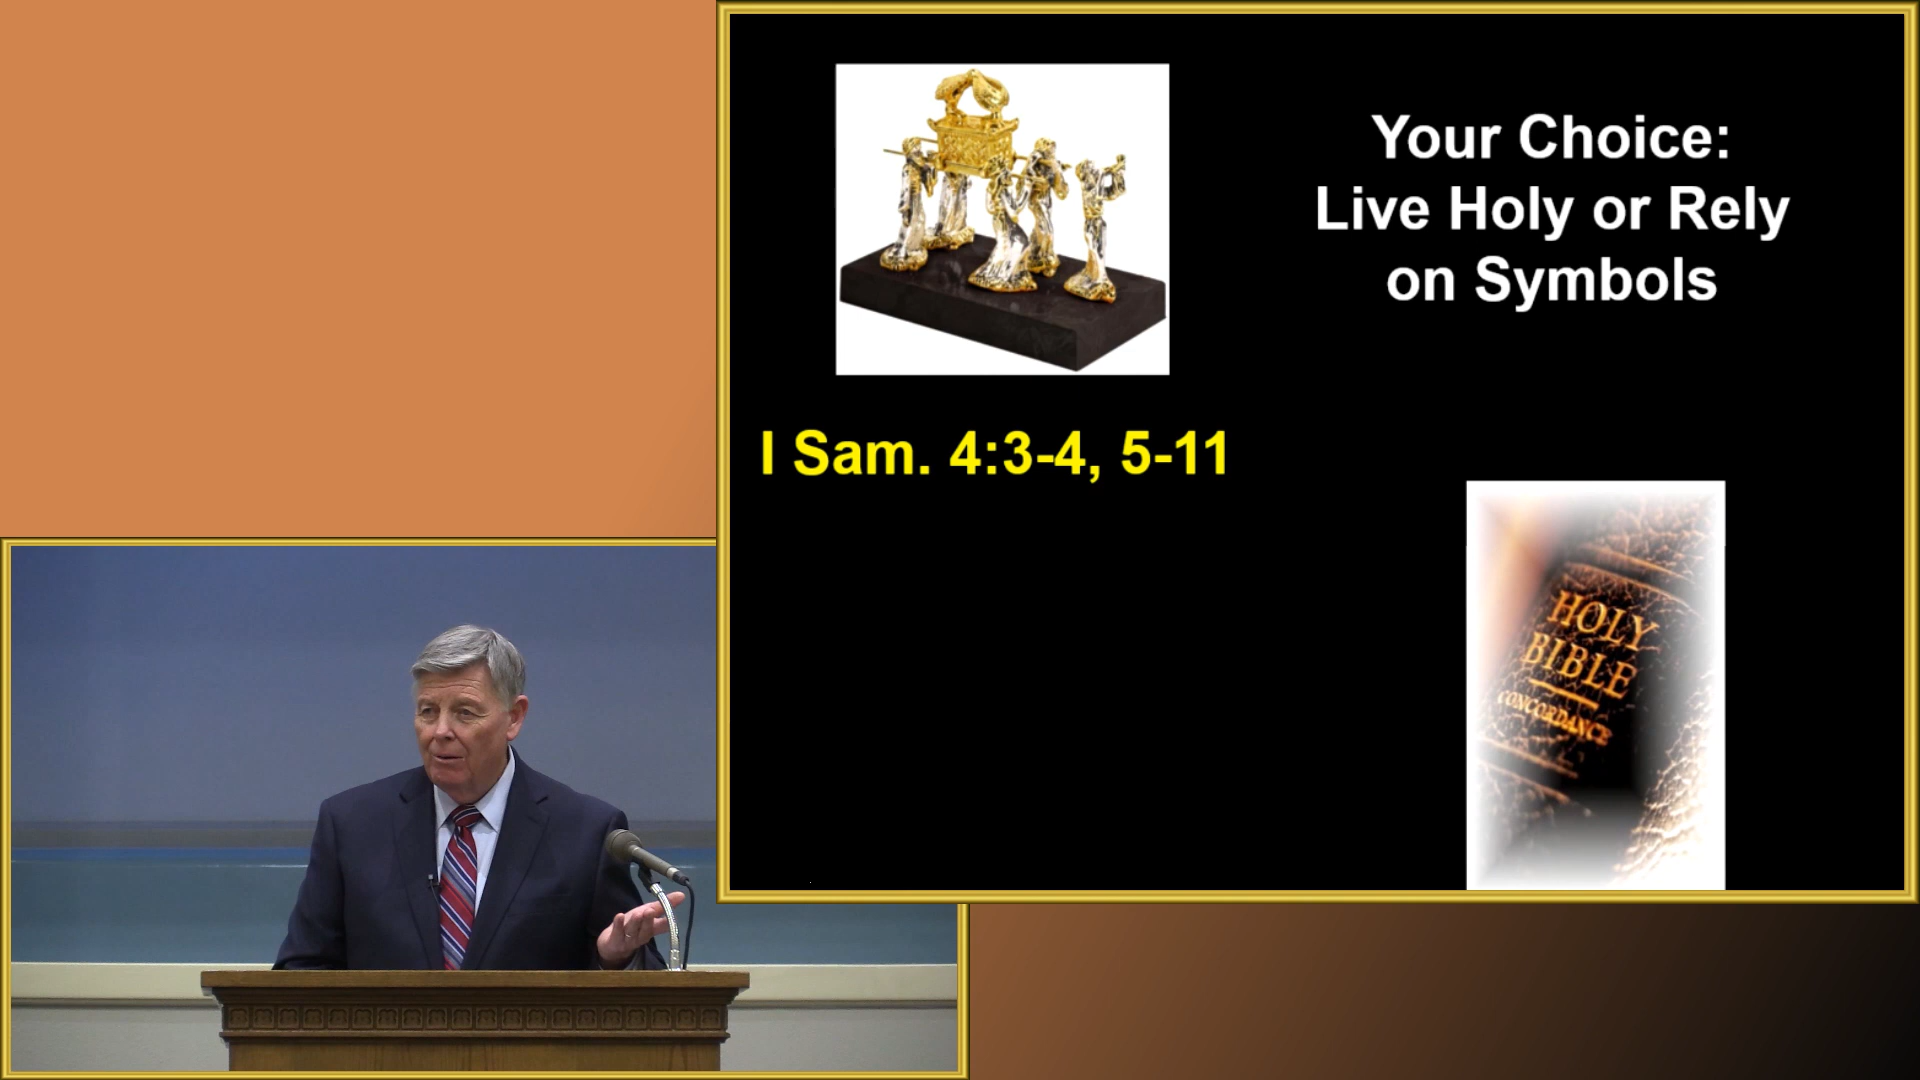 Your Choice:
Live Holy or Rely
on Symbols
I Sam. 4:3-4, 5-11
HOLY
BIBLE
CONCORDANCE